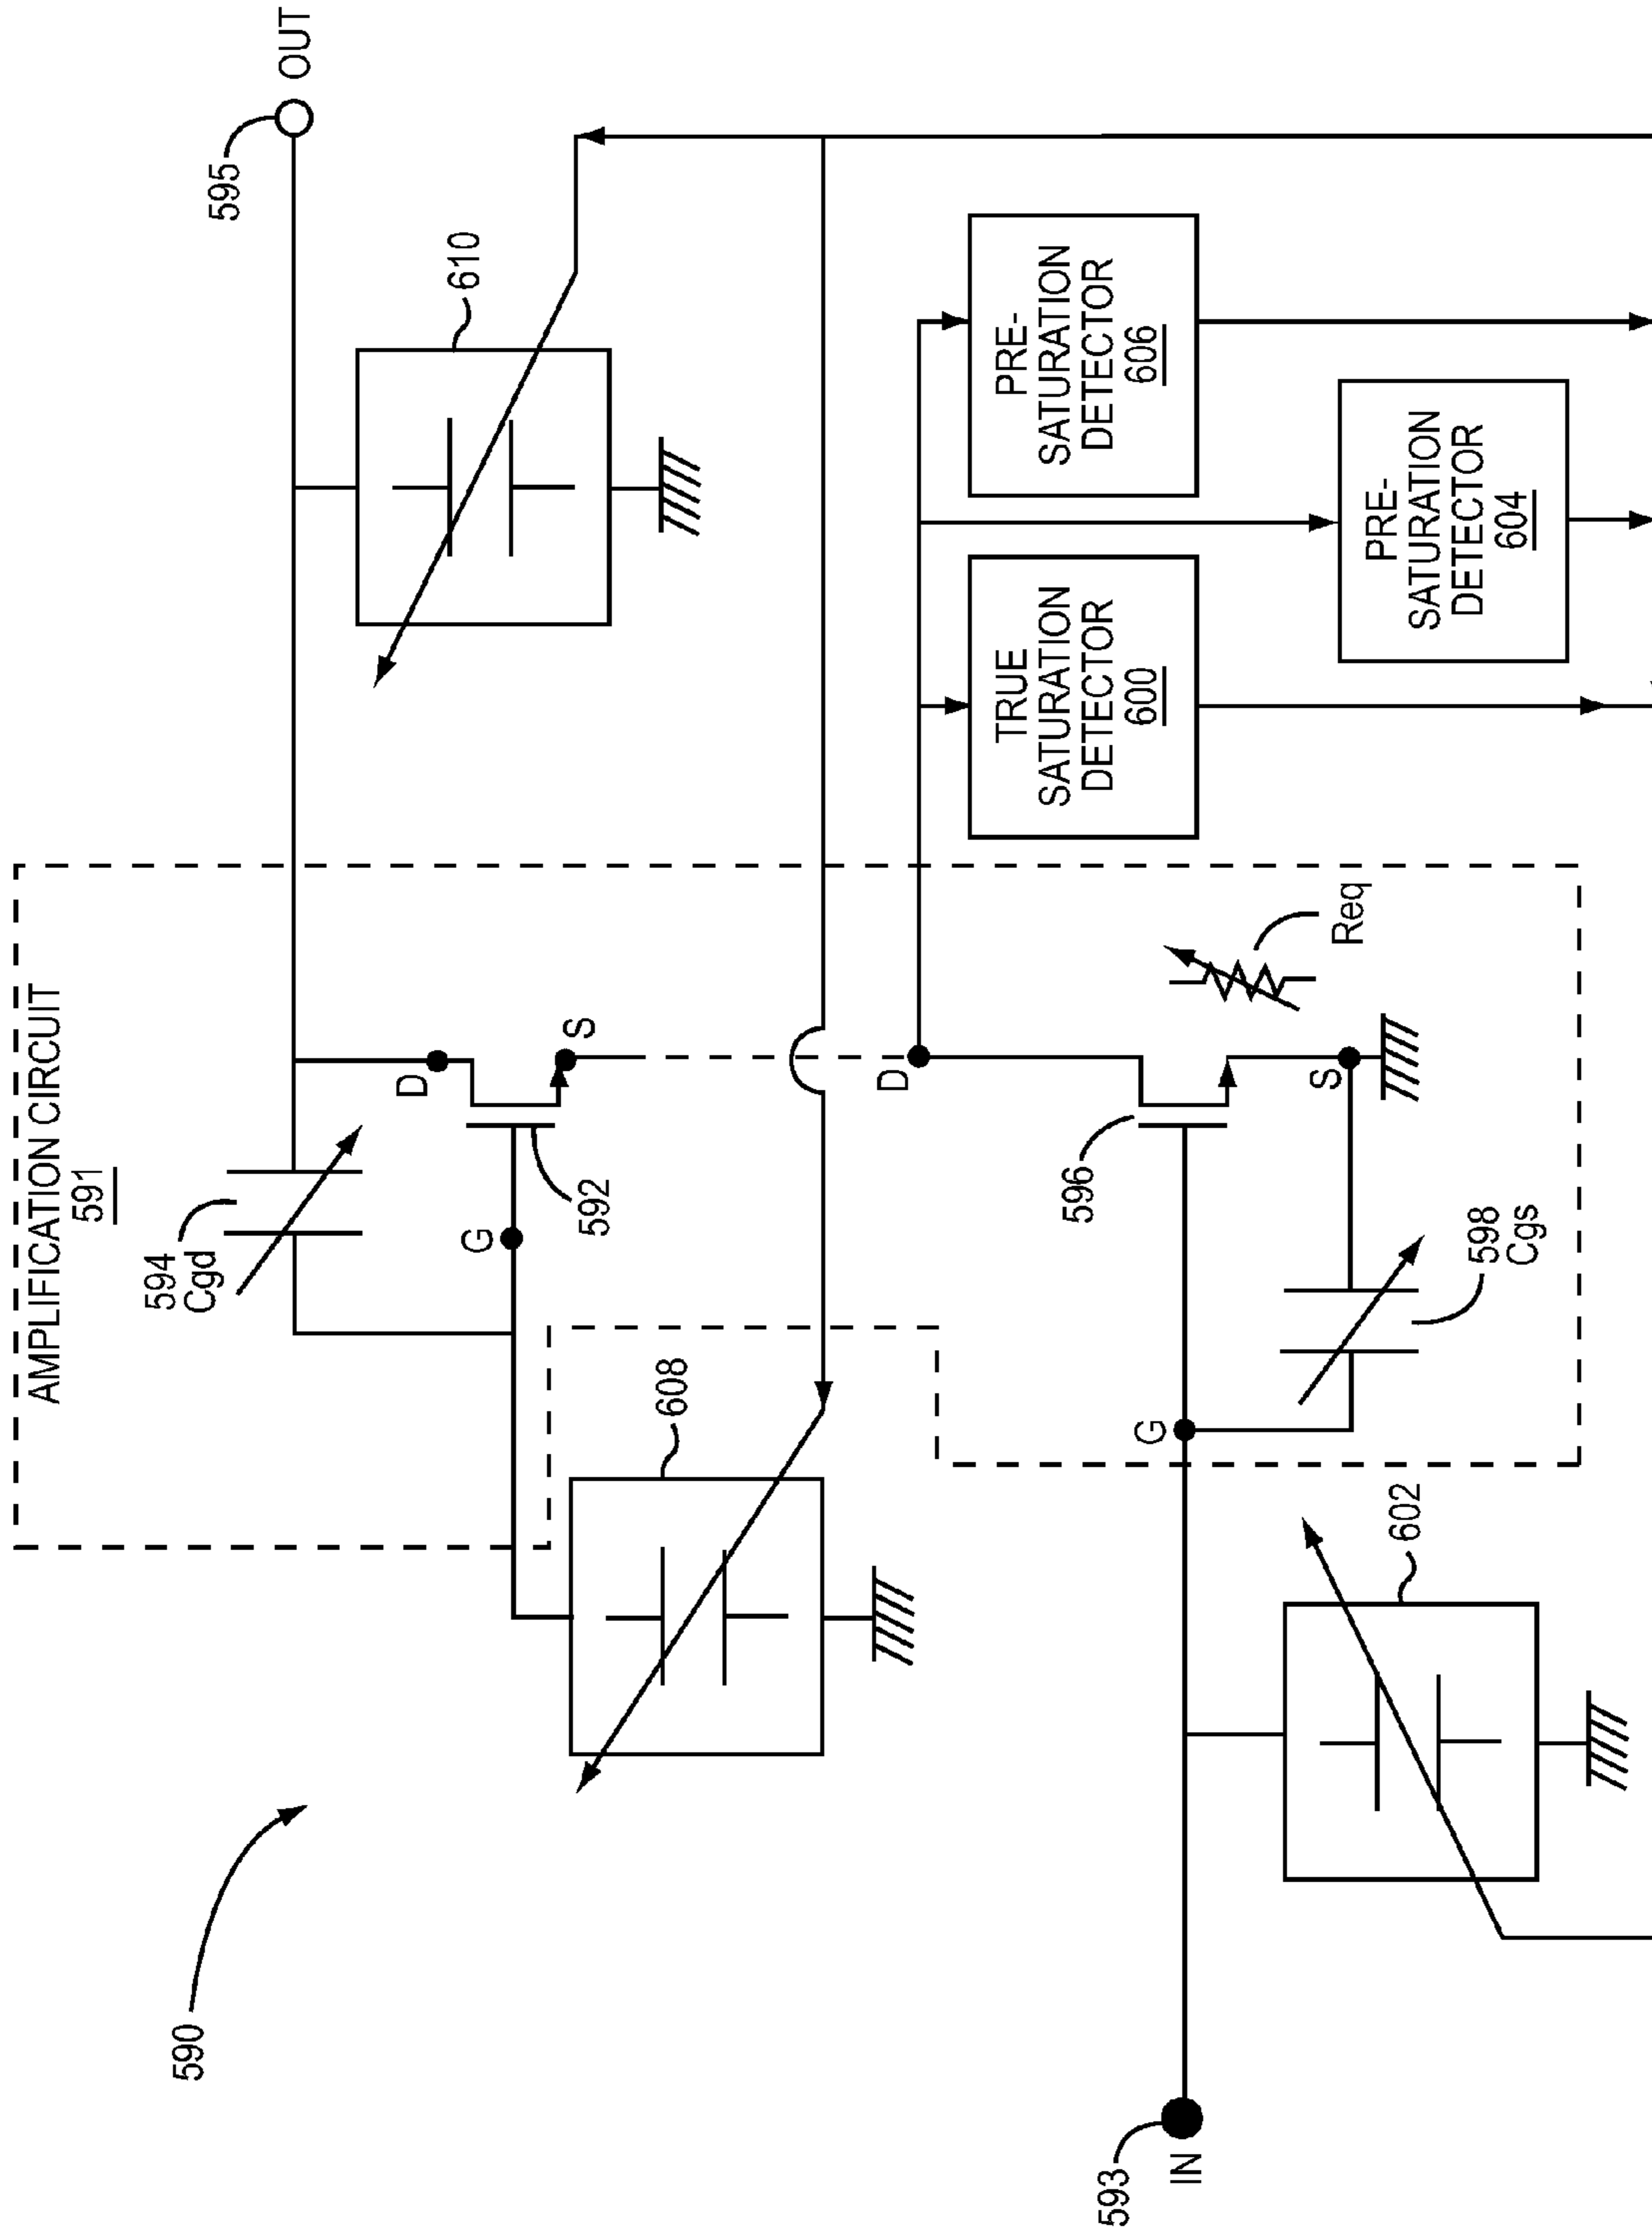 AMPLIFICATION CIRCUIT
591
594
Cgd
595
OUT
610
D
G
S
592
590
608
D
596
G
S
Req
598
Cgs
TRUE
SATURATION
DETECTOR
600
PRE-
SATURATION
DETECTOR
606
PRE-
SATURATION
DETECTOR
604
593
IN
602